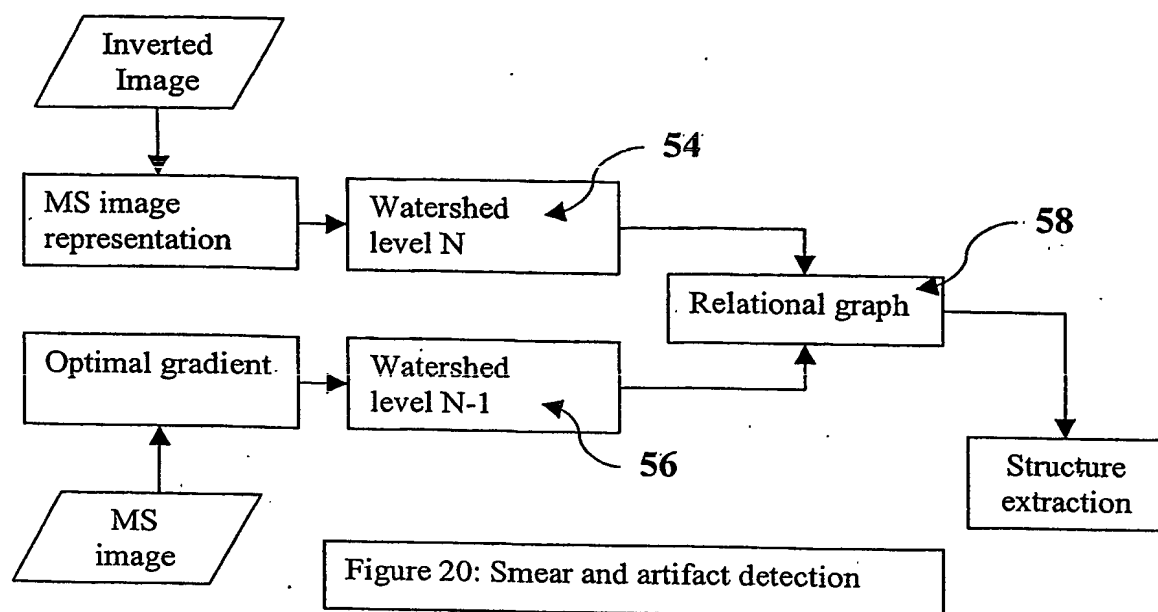 Inverted
Image
54
MS image
representation
Watershed
level N
58
Relational graph
Optimal gradient
Watershed
level N-1
56
Structure
extraction
MS
image
Figure 20: Smear and artifact detection